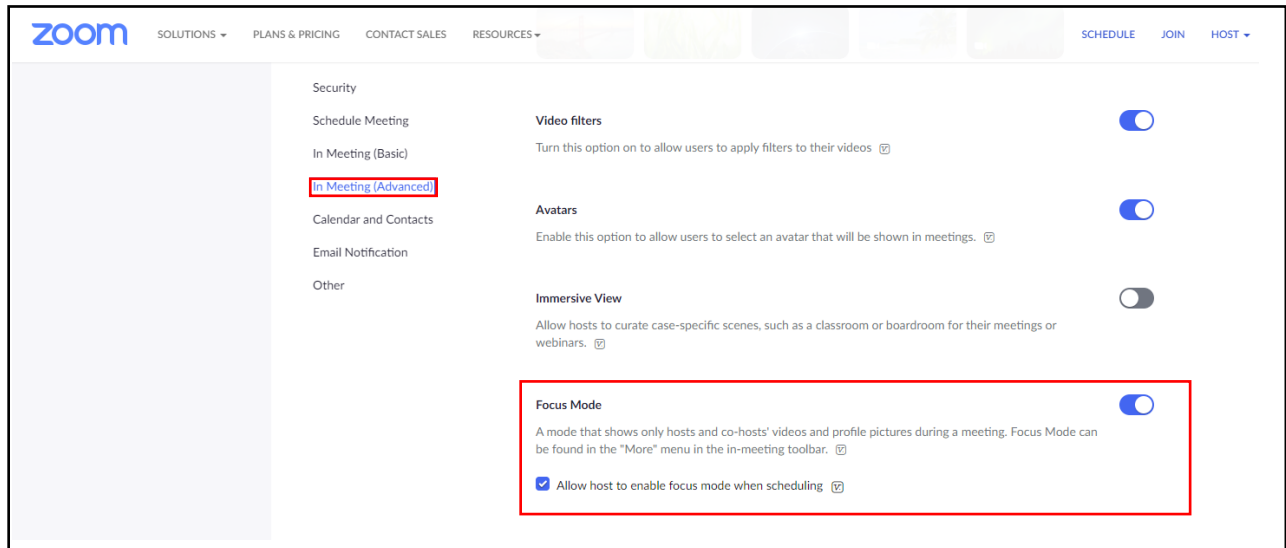 zoom SOLUTIONS PLANS & PRICING CONTACT SALES RESOURCES SCHEDULE JOIN HOST
Security
Schedule Meeting
In Meeting (Basic)
In Meeting (Advanced)
Calendar and Contacts
Email Notification
Other
Video filters
Turn this option on to allow users to apply filters to their videos
Avatars
Enable this option to allow users to select an avatar that will be shown in meetings.
Immersive View
Allow hosts to curate case-specific scenes, such as a classroom or boardroom for their meetings or
webinars.
Focus Mode
A mode that shows only hosts and co-hosts' videos and profile pictures during a meeting. Focus Mode can
be found in the "More" menu in the in-meeting toolbar.
Allow host to enable focus mode when scheduling